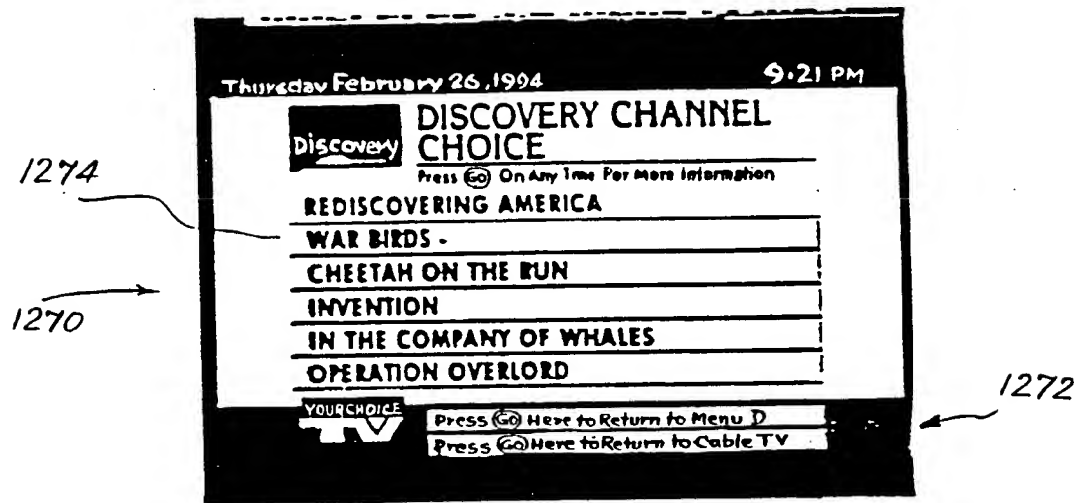 Thursday February 26, 1994 9:21 PM
Discovery
DISCOVERY CHANNEL
CHOICE
Press Go On Any Time For More Information
REDISCOVERING AMERICA
1274
WAR BIRDS -
CHEETAH ON THE RUN
1270
INVENTION
IN THE COMPANY OF WHALES
OPERATION OVERLORD
1272
YOUR CHOICE
TV
Press Go Here to Return to Menu D
Press Go Here to Return to Cable TV